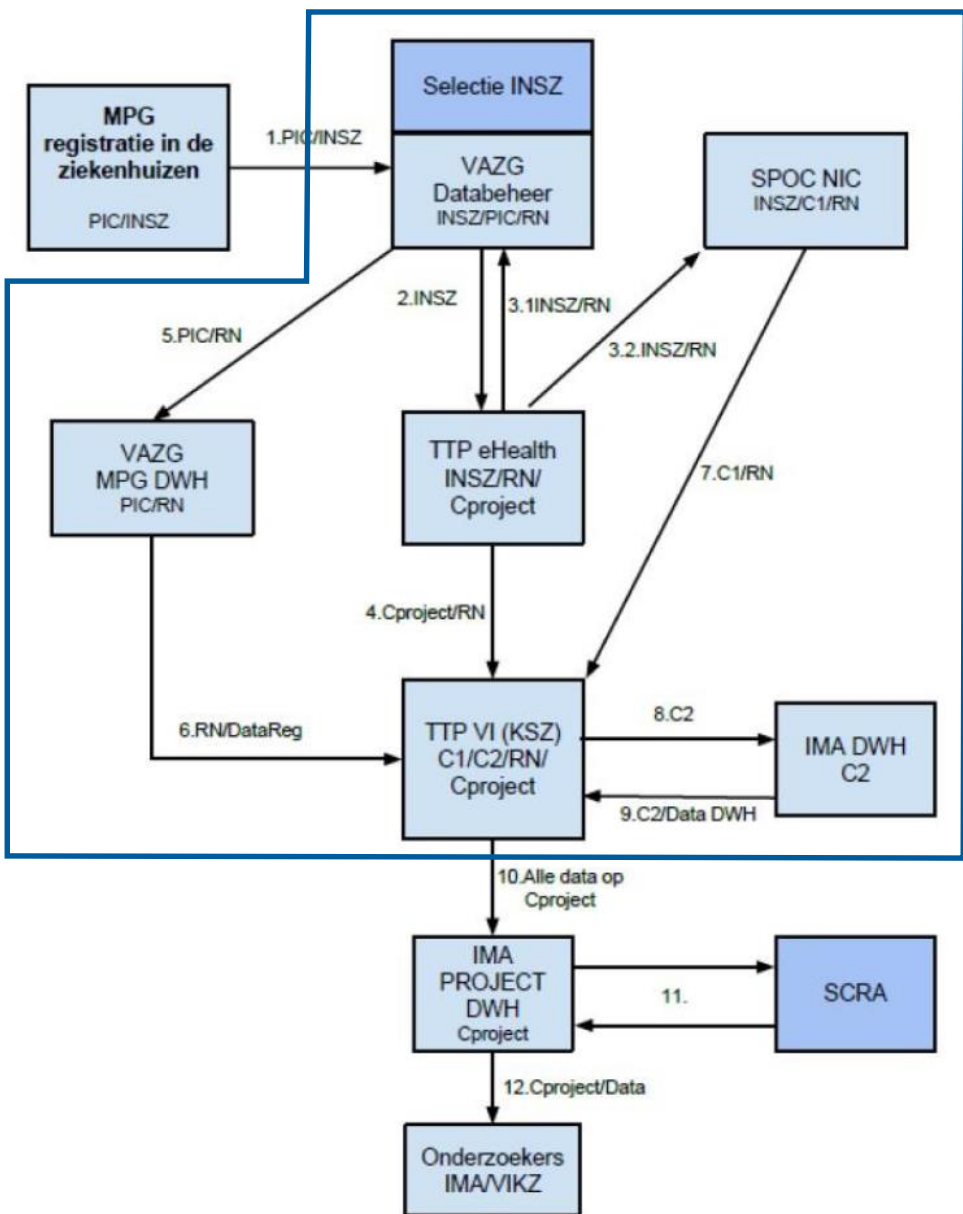 Selectie INSZ
MPG
registratie in de
ziekenhuizen
PIC/INSZ
1.PIC/INSZ
VAZG
Databeheer
INSZ/PIC/RN
SPOC NIC
INSZ/C1/RN
2.INSZ
3.1INSZ/RN
3.2.INSZ/RN
5.PIC/RN
VAZG
MPG DWH
PIC/RN
TTP eHealth
INSZ/RN/
Cproject
7.C1/RN
4.Cproject/RN
6.RN/DataReg
TTP VI (KSZ)
C1/C2/RN/
Cproject
8.C2
IMA DWH
C2
9.C2/Data DWH
10.Alle data op
Cproject
IMA
PROJECT
DWH
Cproject
11.
SCRA
12.Cproject/Data
Onderzoekers
IMA/VIKZ